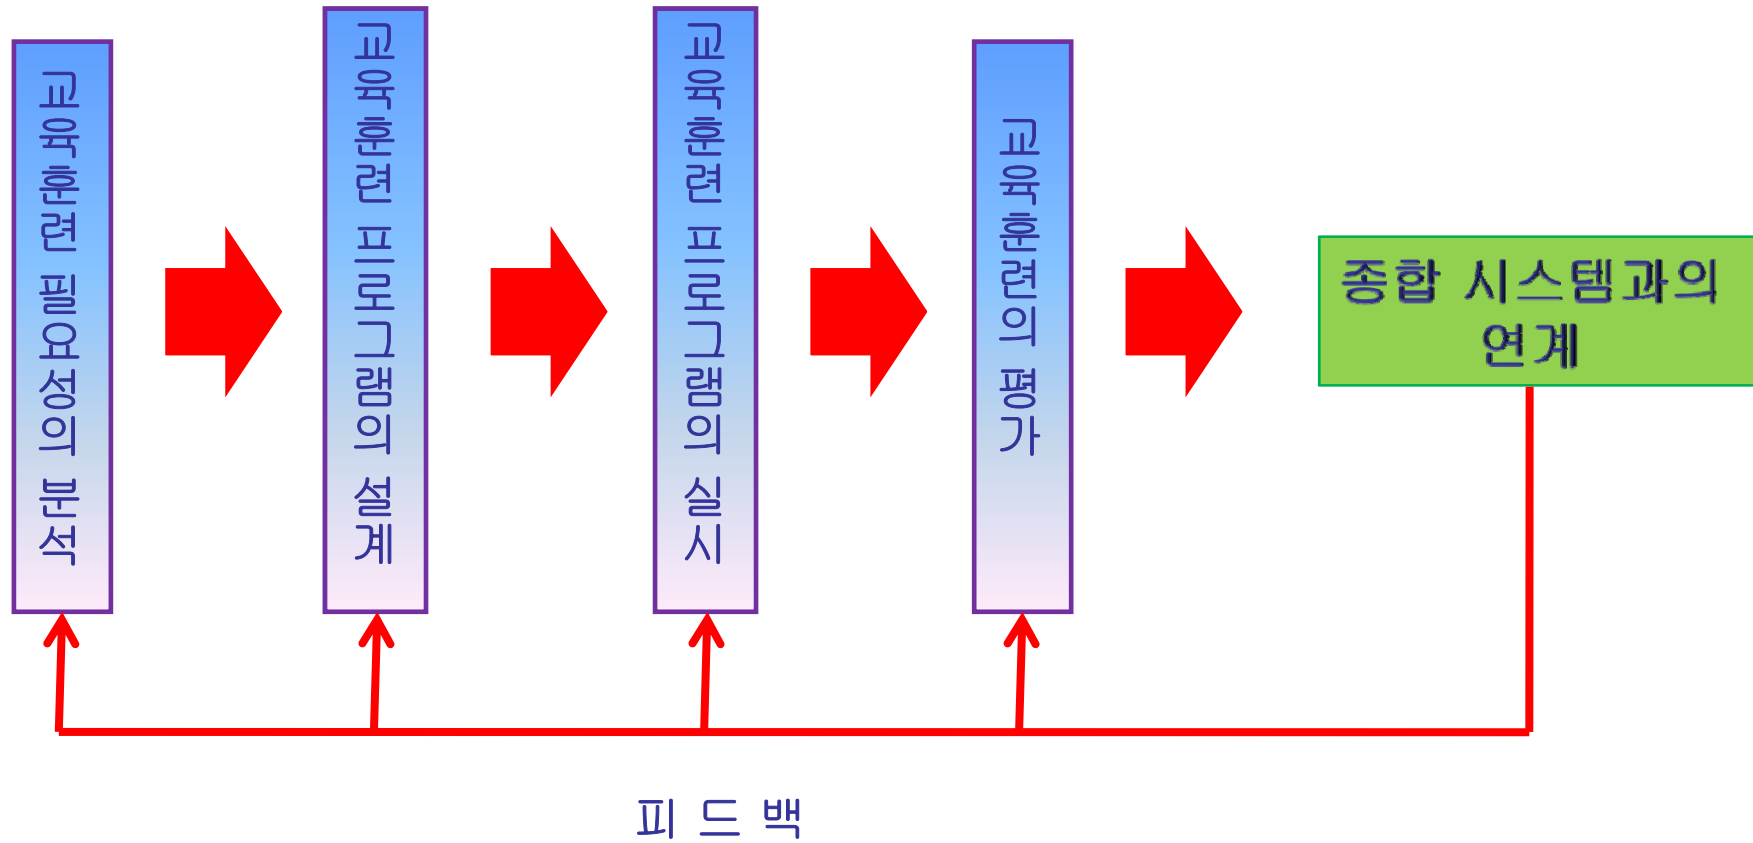 교육훈련 필요성의 분석
교육훈련 프로그램의 설계
교육훈련 프로그램의 실시
교육훈련의 평가
종합 시스템과의
연계
피 드 백